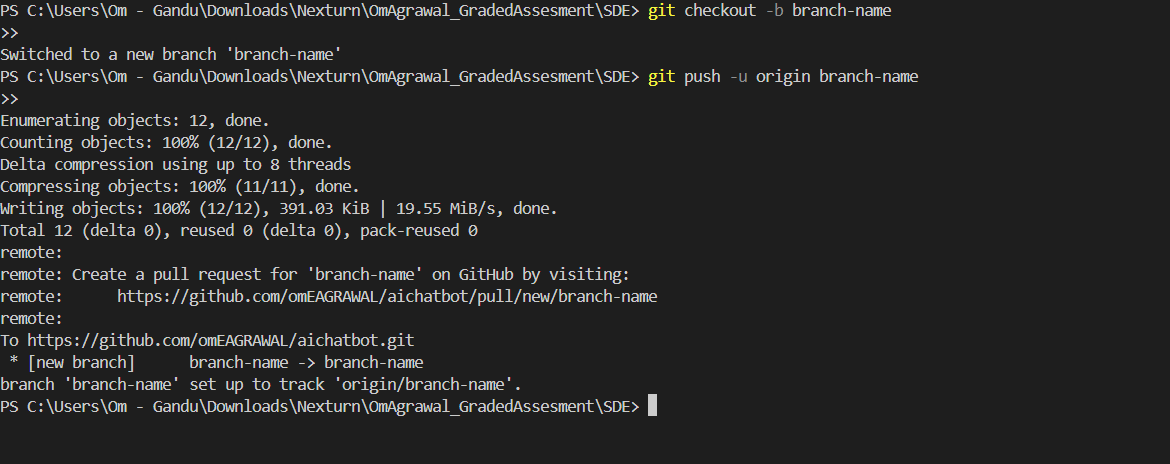 PS C:\Users\Om - Gandu\Downloads\Nexturn\OmAgrawal_GradedAssesment\SDE> git checkout -b branch-name
>>
Switched to a new branch 'branch-name'
PS C:\Users\Om - Gandu\Downloads\Nexturn\OmAgrawal_GradedAssesment\SDE> git push -u origin branch-name
>>
Enumerating objects: 12, done.
Counting objects: 100% (12/12), done.
Delta compression using up to 8 threads
Compressing objects: 100% (11/11), done.
Writing objects: 100% (12/12), 391.03 KiB | 19.55 MiB/s, done.
Total 12 (delta 0), reused 0 (delta 0), pack-reused 0
remote:
remote: Create a pull request for 'branch-name' on GitHub by visiting:
remote:      https://github.com/omEAGRAWAL/aichatbot/pull/new/branch-name
remote:
To https://github.com/omEAGRAWAL/aichatbot.git
 * [new branch]      branch-name -> branch-name
branch 'branch-name' set up to track 'origin/branch-name'.
PS C:\Users\Om - Gandu\Downloads\Nexturn\OmAgrawal_GradedAssesment\SDE>